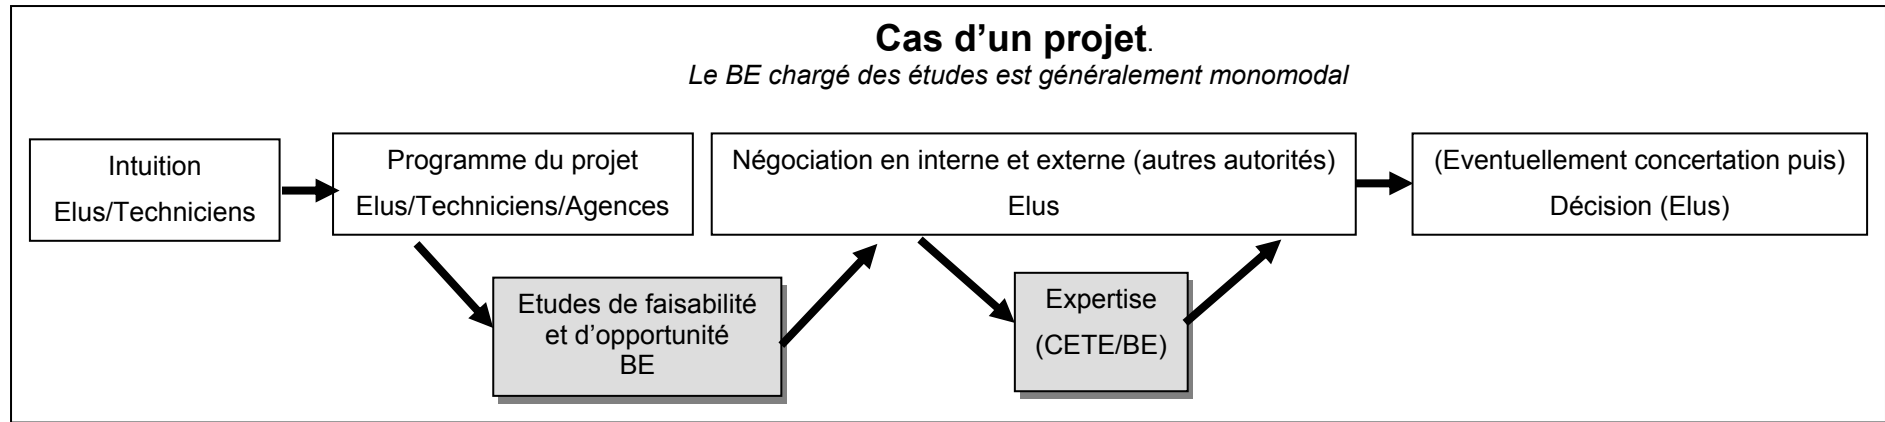 Cas d’un projet.
Le BE chargé des études est généralement monomodal
Intuition
Elus/Techniciens
Programme du projet
Elus/Techniciens/Agences
Négociation en interne et externe (autres autorités)
Elus
(Eventuellement concertation puis)
Décision (Elus)
Etudes de faisabilité
et d’opportunité
BE
Expertise
(CETE/BE)